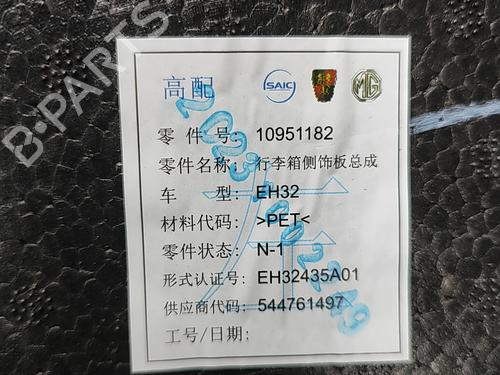 高配 SAIC MG
零 件 号： 10951182
零件名称： 行李箱侧饰板总成
车 型： EH32
材料代码： >PET<
零件状态： N-1
形式认证号： EH32435A01
供应商代码： 544761497
工号/日期：
B-PARTS